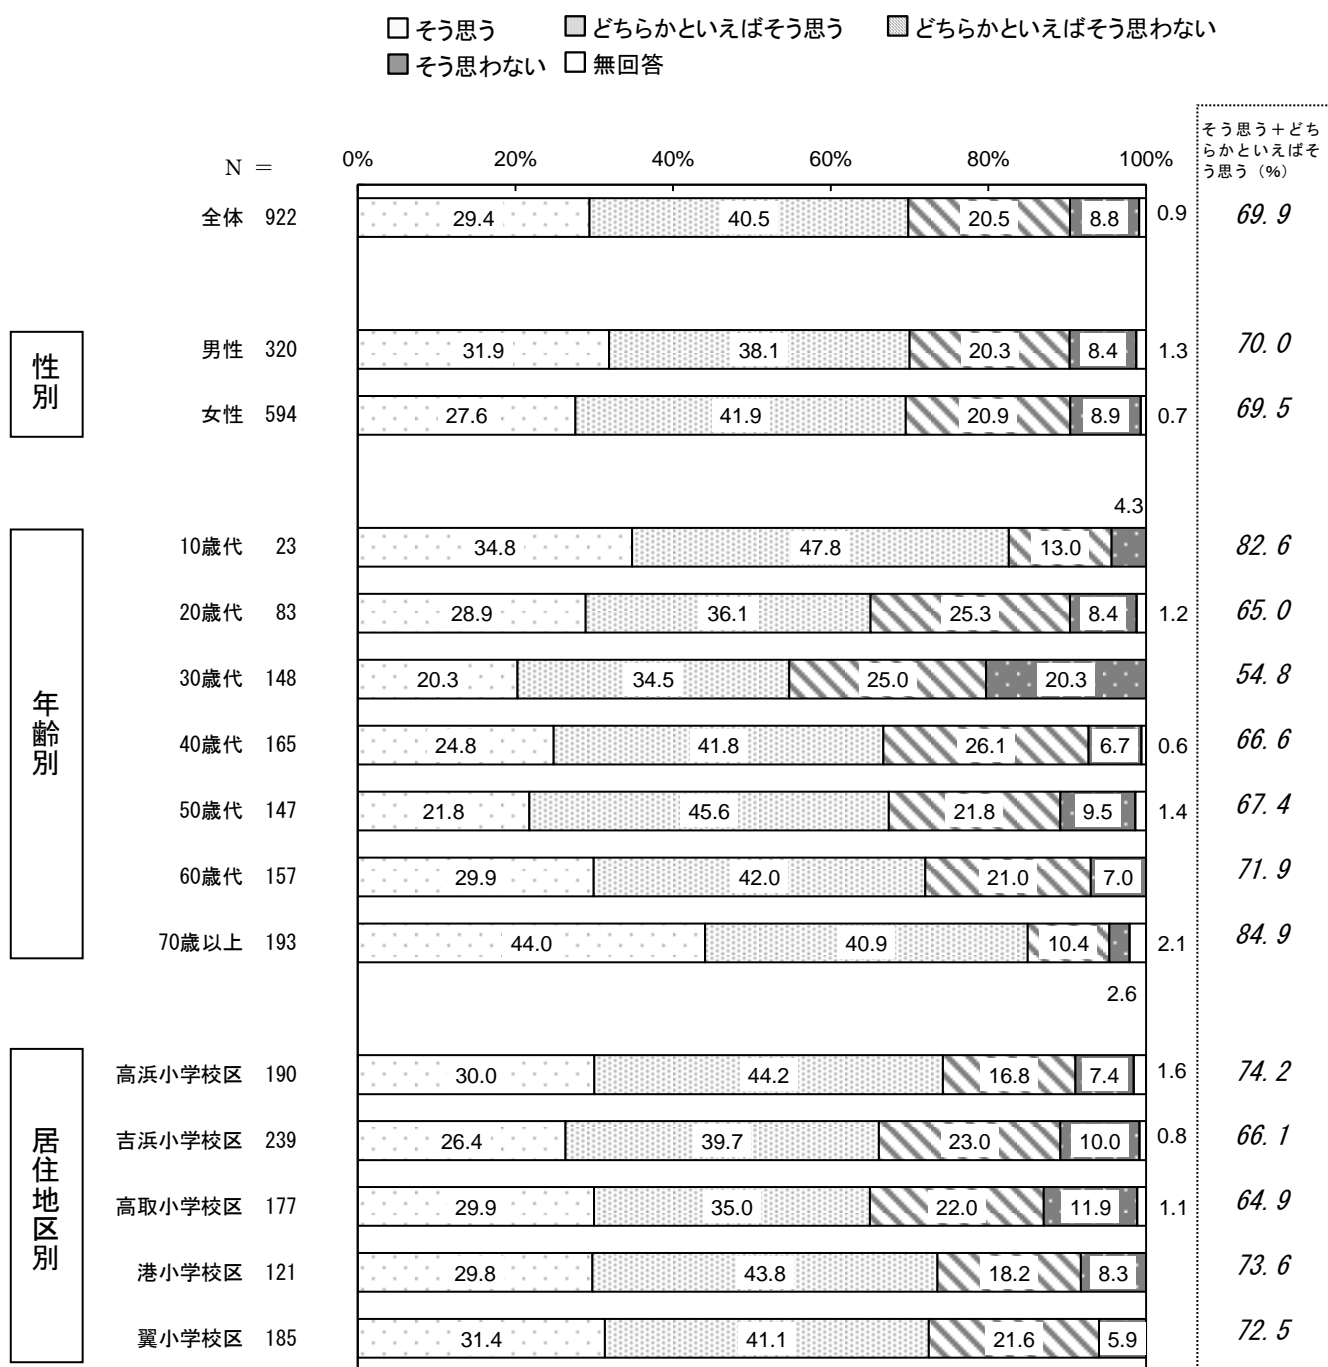 そう思う どちらかといえばそう思う どちらかといえばそう思わない
そう思わない 無回答
そう思う+どち
らかといえばそ
う思う(%)
N = 0% 20% 40% 60% 80% 100%
全体 922 29.4 40.5 20.5 8.8 0.9 69.9
性別
男性 320 31.9 38.1 20.3 8.4 1.3 70.0
女性 594 27.6 41.9 20.9 8.9 0.7 69.5
年齢別
4.3
10歳代 23 34.8 47.8 13.0 82.6
20歳代 83 28.9 36.1 25.3 8.4 1.2 65.0
30歳代 148 20.3 34.5 25.0 20.3 54.8
40歳代 165 24.8 41.8 26.1 6.7 0.6 66.6
50歳代 147 21.8 45.6 21.8 9.5 1.4 67.4
60歳代 157 29.9 42.0 21.0 7.0 71.9
70歳以上 193 44.0 40.9 10.4 2.1 84.9
2.6
居住地区別
高浜小学校区 190 30.0 44.2 16.8 7.4 1.6 74.2
吉浜小学校区 239 26.4 39.7 23.0 10.0 0.8 66.1
高取小学校区 177 29.9 35.0 22.0 11.9 1.1 64.9
港小学校区 121 29.8 43.8 18.2 8.3 73.6
翼小学校区 185 31.4 41.1 21.6 5.9 72.5